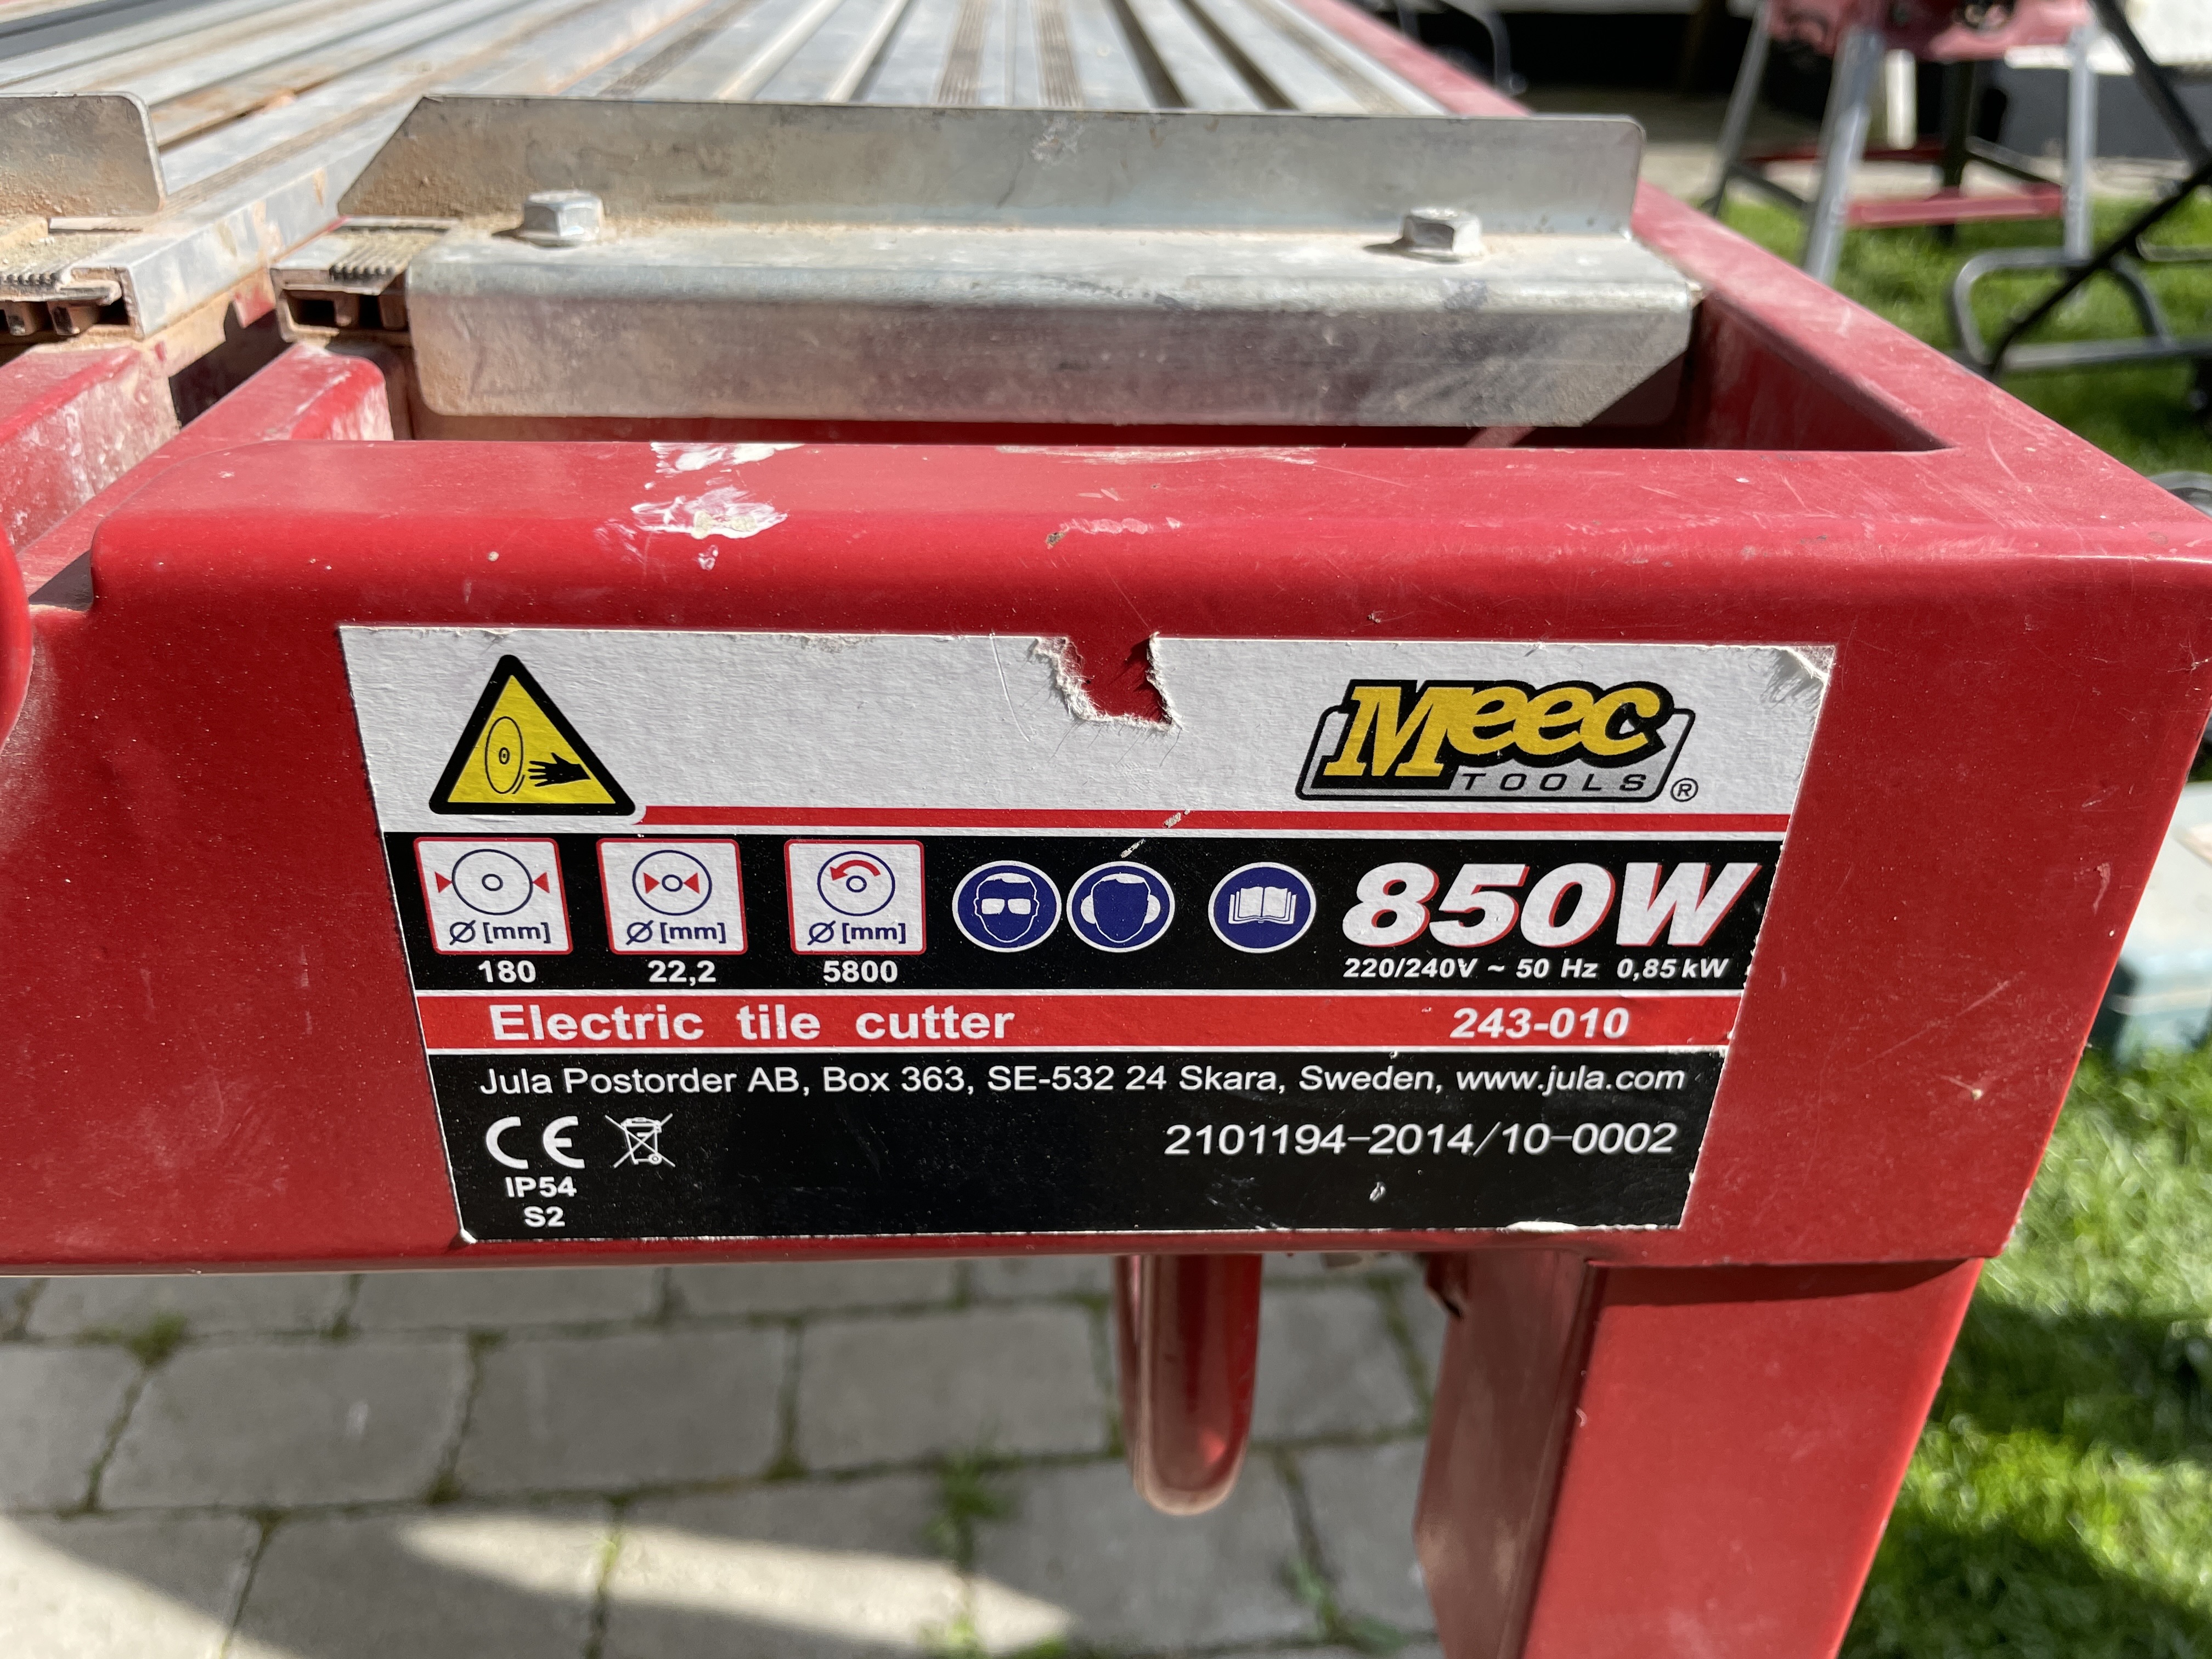 Meec
TOOLS®
Ø [mm] Ø [mm] Ø [mm] 850W
180 22,2 5800 220/240V ~ 50 Hz 0,85 kW
Electric tile cutter 243-010
Jula Postorder AB, Box 363, SE-532 24 Skara, Sweden, www.jula.com
CE 2101194-2014/10-0002
IP54
S2